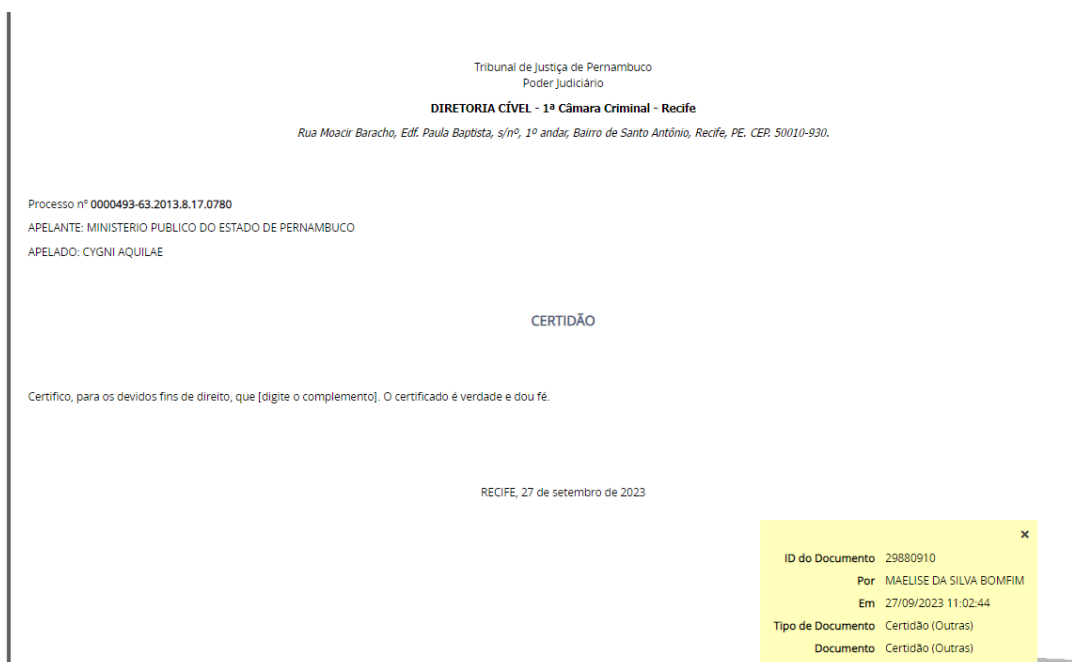 Tribunal de Justiça de Pernambuco
Poder Judiciário
DIRETORIA CÍVEL - 1ª Câmara Criminal - Recife
Rua Moacir Baracho, Edf. Paula Baptista, s/nº, 1º andar, Bairro de Santo Antônio, Recife, PE. CEP. 50010-930.
Processo nº 0000493-63.2013.8.17.0780
APELANTE: MINISTERIO PUBLICO DO ESTADO DE PERNAMBUCO
APELADO: CYGNI AQUILAE
CERTIDÃO
Certifico, para os devidos fins de direito, que [digite o complemento]. O certificado é verdade e dou fé.
RECIFE, 27 de setembro de 2023
×
ID do Documento 29880910
Por MAELISE DA SILVA BOMFIM
Em 27/09/2023 11:02:44
Tipo de Documento Certidão (Outras)
Documento Certidão (Outras)